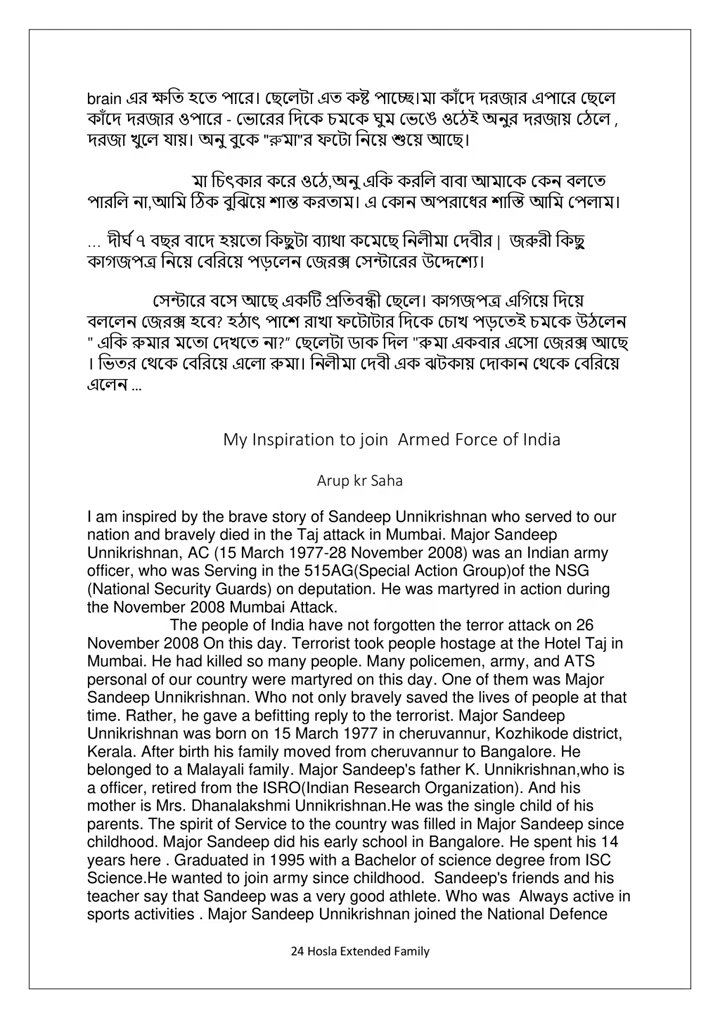 brain এর ক্ষতি হতে পারে। ছেলেটা এত কষ্ট পাচ্ছে।মা কাঁদে দরজার এপারে ছেলে
কাঁদে দরজার ওপারে - ভোরের দিকে চমকে ঘুম ভেঙে ওঠেই অনুর দরজায় ঠেলে ,
দরজা খুলে যায়। অনু বুকে "রুমা"র ফটো নিয়ে শুয়ে আছে।
মা চিৎকার করে ওঠে,অনু একি করলি বাবা আমাকে কেন বলতে
পারলি না,আমি ঠিক বুঝিয়ে শান্ত করতাম। এ কোন অপরাধের শাস্তি আমি পেলাম।
... দীর্ঘ ৭ বছর বাদে হয়তো কিছুটা ব্যাথা কমেছে নিলীমা দেবীর | জরুরী কিছু
কাগজপত্র নিয়ে বেরিয়ে পড়লেন জেরক্স সেন্টারের উদ্দেশ্যে।
সেন্টারে বসে আছে একটি প্রতিবন্ধী ছেলে। কাগজপত্র এগিয়ে দিয়ে
বললেন জেরক্স হবে? হঠাৎ পাশে রাখা ফটোটার দিকে চোখ পড়তেই চমকে উঠলেন
" একি রুমার মতো দেখতে না?” ছেলেটা ডাক দিল "রুমা একবার এসো জেরক্স আছে
। ভিতর থেকে বেরিয়ে এলো রুমা। নিলীমা দেবী এক ঝটকায় দোকান থেকে বেরিয়ে
এলেন ...
My Inspiration to join Armed Force of India
Arup kr Saha
I am inspired by the brave story of Sandeep Unnikrishnan who served to our
nation and bravely died in the Taj attack in Mumbai. Major Sandeep
Unnikrishnan, AC (15 March 1977-28 November 2008) was an Indian army
officer, who was Serving in the 515AG(Special Action Group)of the NSG
(National Security Guards) on deputation. He was martyred in action during
the November 2008 Mumbai Attack.
The people of India have not forgotten the terror attack on 26
November 2008 On this day. Terrorist took people hostage at the Hotel Taj in
Mumbai. He had killed so many people. Many policemen, army, and ATS
personal of our country were martyred on this day. One of them was Major
Sandeep Unnikrishnan. Who not only bravely saved the lives of people at that
time. Rather, he gave a befitting reply to the terrorist. Major Sandeep
Unnikrishnan was born on 15 March 1977 in cheruvannur, Kozhikode district,
Kerala. After birth his family moved from cheruvannur to Bangalore. He
belonged to a Malayali family. Major Sandeep's father K. Unnikrishnan,who is
a officer, retired from the ISRO(Indian Research Organization). And his
mother is Mrs. Dhanalakshmi Unnikrishnan.He was the single child of his
parents. The spirit of Service to the country was filled in Major Sandeep since
childhood. Major Sandeep did his early school in Bangalore. He spent his 14
years here . Graduated in 1995 with a Bachelor of science degree from ISC
Science.He wanted to join army since childhood. Sandeep's friends and his
teacher say that Sandeep was a very good athlete. Who was Always active in
sports activities . Major Sandeep Unnikrishnan joined the National Defence
24 Hosla Extended Family